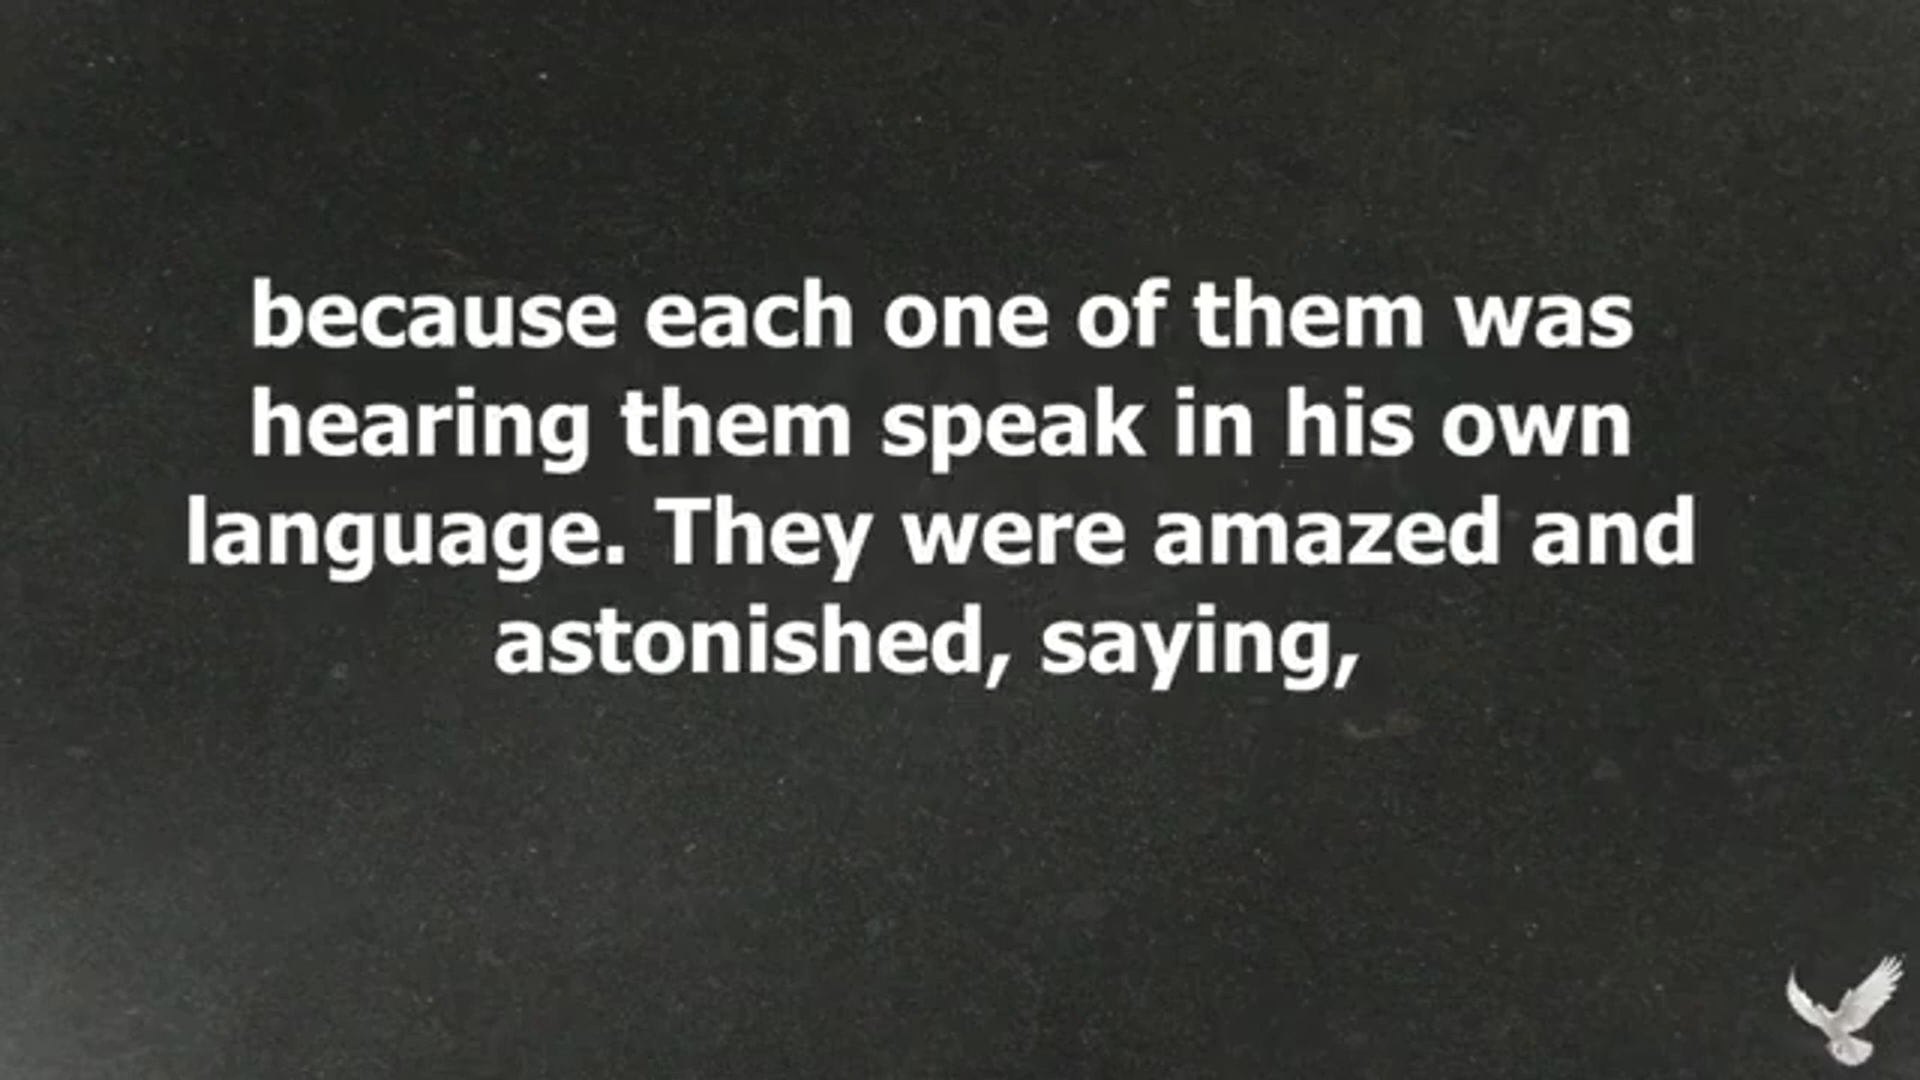 because each one of them was
hearing them speak in his own
language. They were amazed and
astonished, saying,